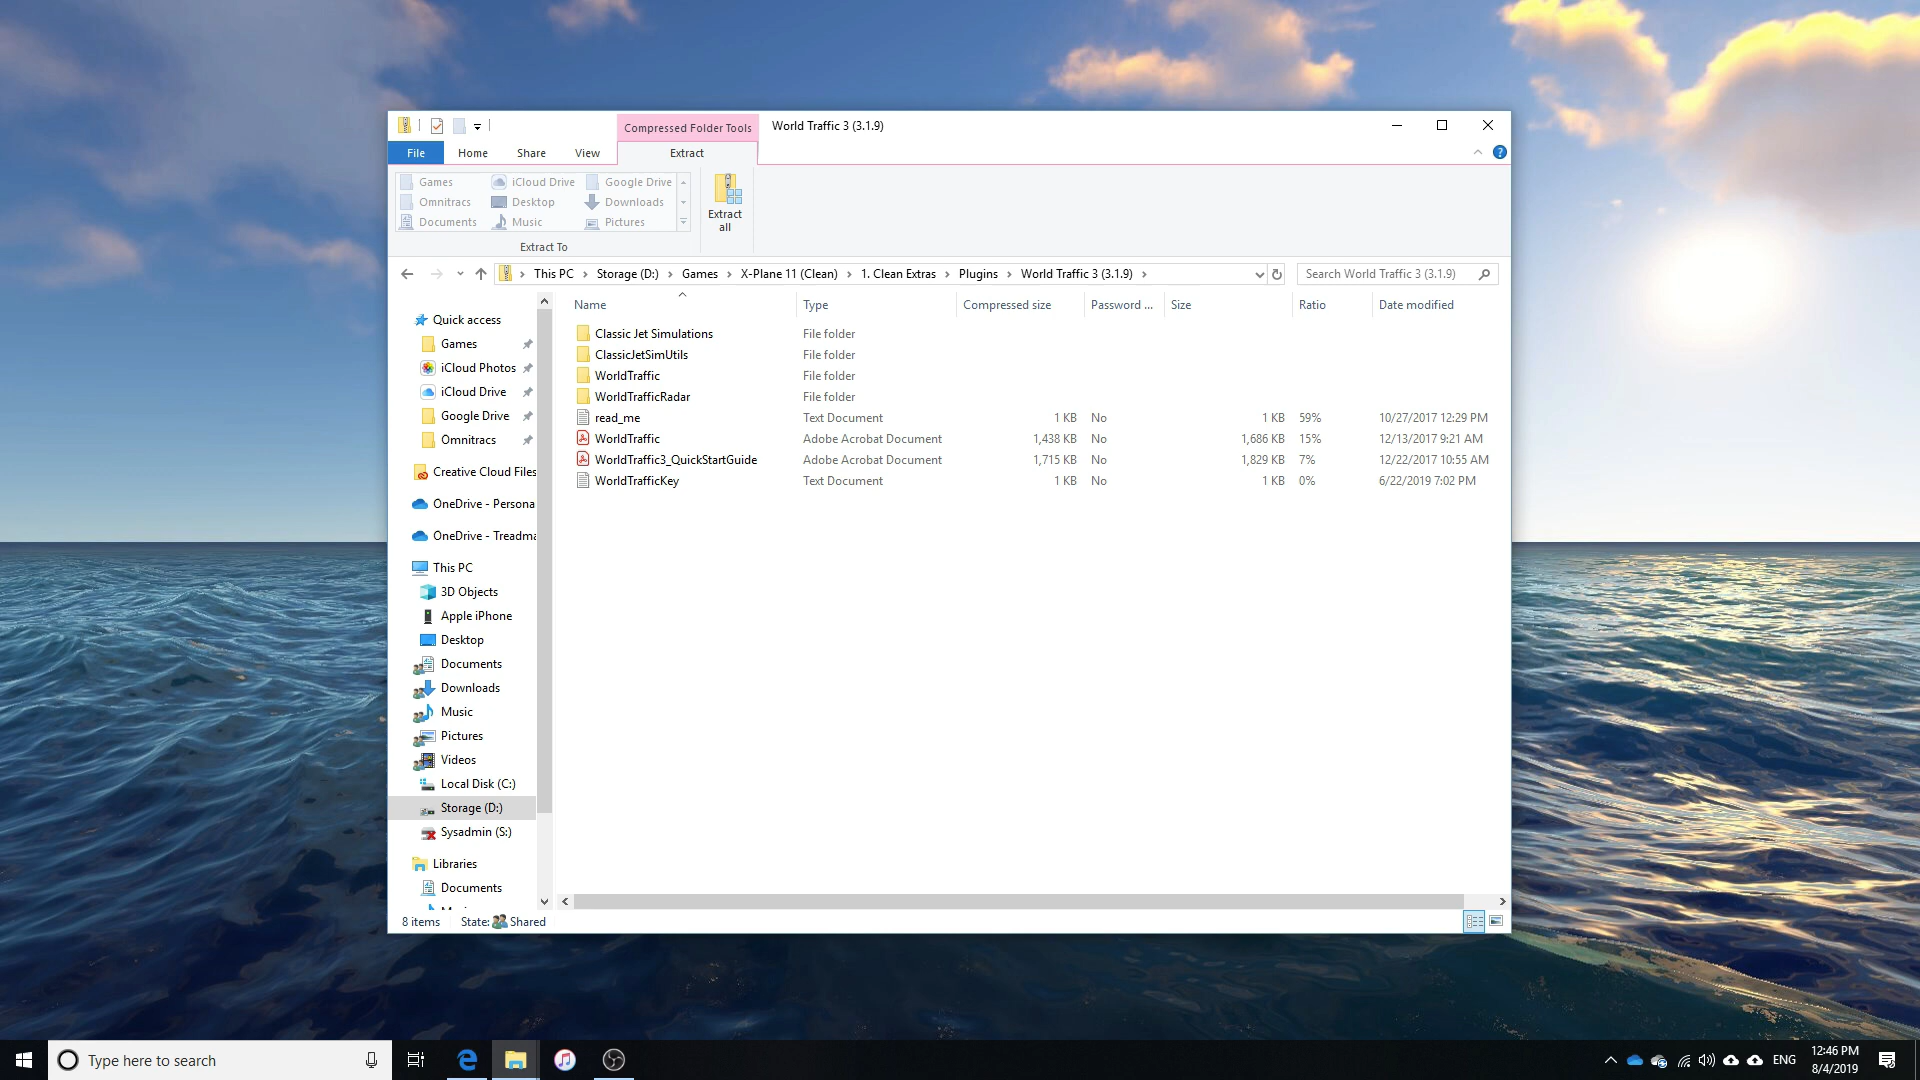 Compressed Folder Tools
World Traffic 3 (3.1.9)
File Home Share View Extract
Games iCloud Drive Google Drive
Omnitracs Desktop Downloads
Documents Music Pictures
Extract To
Extract
all
This PC Storage (D:) Games X-Plane 11 (Clean) 1. Clean Extras Plugins World Traffic 3 (3.1.9)
Search World Traffic 3 (3.1.9)
Quick access
Games
iCloud Photos
iCloud Drive
Google Drive
Omnitracs
Creative Cloud Files
OneDrive - Persona
OneDrive - Treadma
This PC
3D Objects
Apple iPhone
Desktop
Documents
Downloads
Music
Pictures
Videos
Local Disk (C:)
Storage (D:)
Sysadmin (S:)
Libraries
Documents
Name Type Compressed size Password ... Size Ratio Date modified
Classic Jet Simulations File folder
ClassicJetSimUtils File folder
WorldTraffic File folder
WorldTrafficRadar File folder
read_me Text Document 1 KB No 1 KB 59% 10/27/2017 12:29 PM
WorldTraffic Adobe Acrobat Document 1,438 KB No 1,686 KB 15% 12/13/2017 9:21 AM
WorldTraffic3_QuickStartGuide Adobe Acrobat Document 1,715 KB No 1,829 KB 7% 12/22/2017 10:55 AM
WorldTrafficKey Text Document 1 KB No 1 KB 0% 6/22/2019 7:02 PM
8 items State: Shared
Type here to search
ENG
12:46 PM
8/4/2019